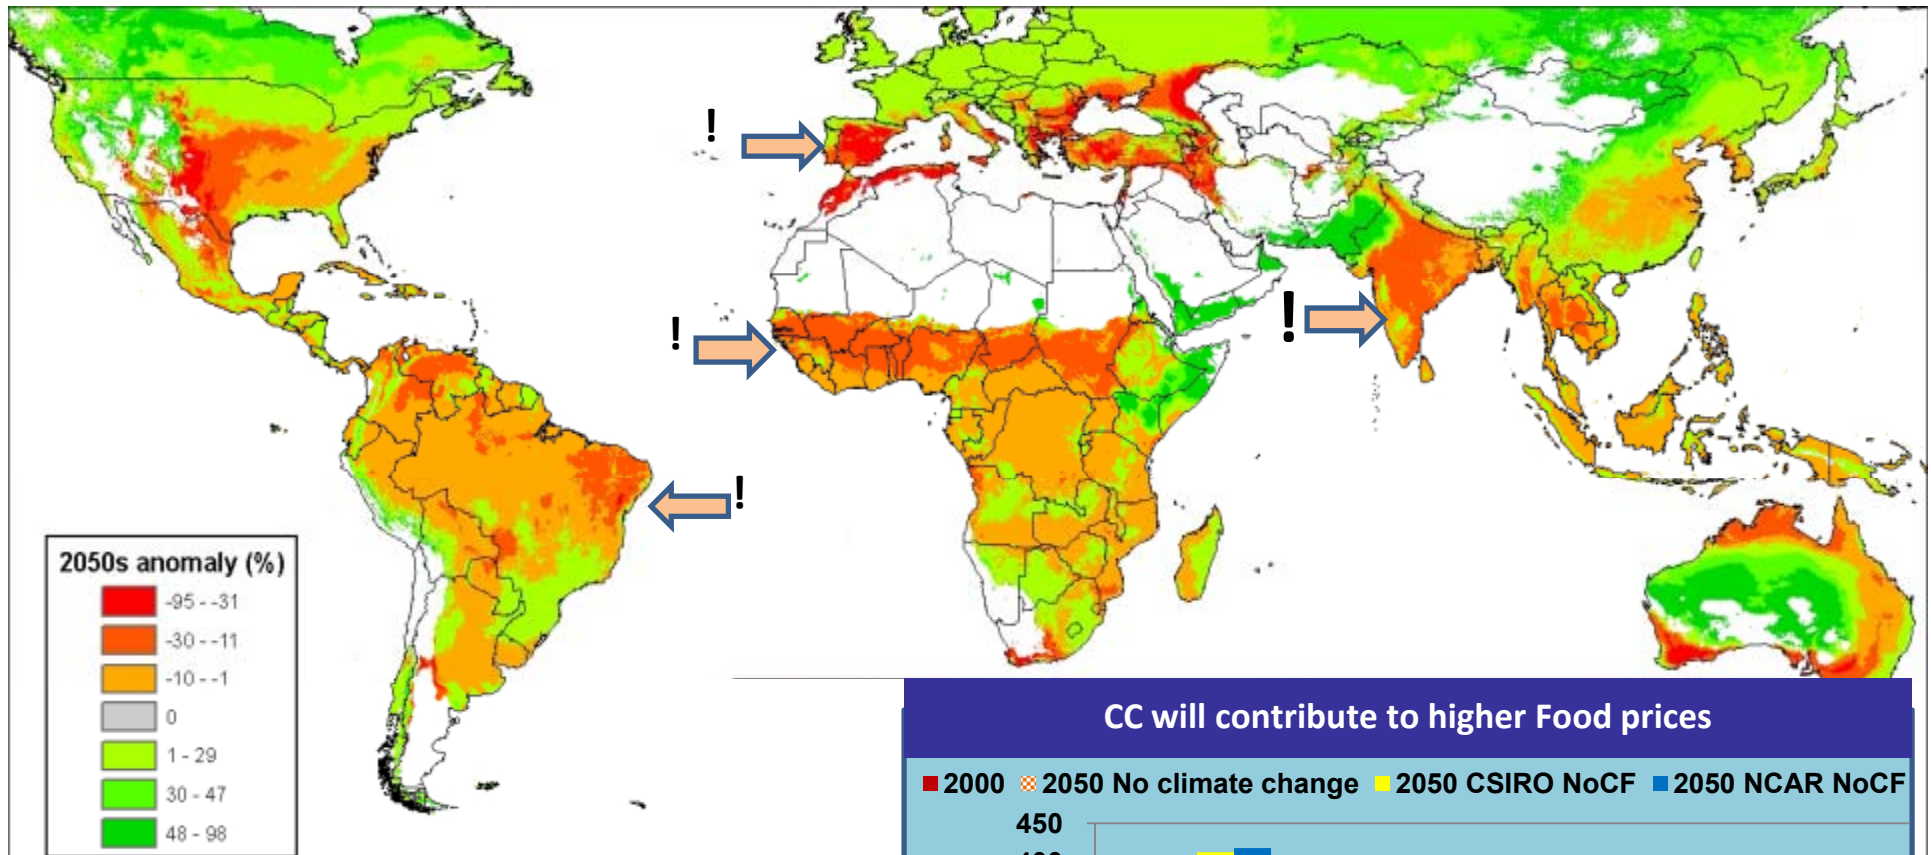 !
!
!
!
2050s anomaly (%)
-95 - -31
-30 - -11
-10 - -1
0
1 - 29
30 - 47
48 - 98
CC will contribute to higher Food prices
2000 2050 No climate change 2050 CSIRO NoCF 2050 NCAR NoCF
450